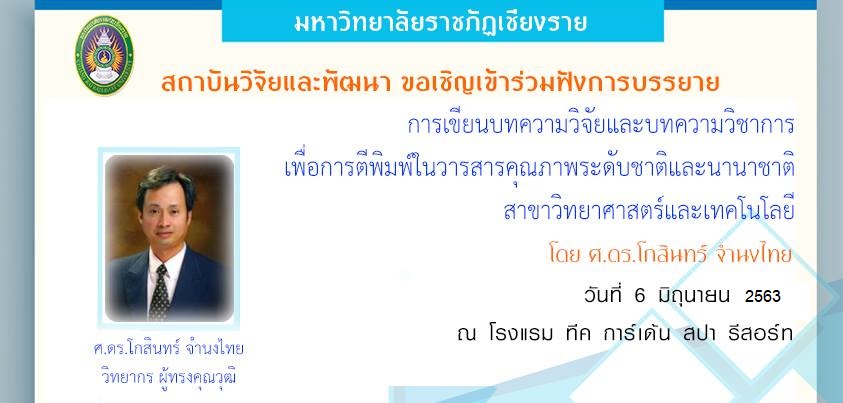 มหาวิทยาลัยราชภัฏเชียงราย
สถาบันวิจัยและพัฒนา ขอเชิญเข้าร่วมฟังการบรรยาย
การเขียนบทความวิจัยและบทความวิชาการ
เพื่อการตีพิมพ์ในวารสารคุณภาพระดับชาติและนานาชาติ
สาขาวิทยาศาสตร์และเทคโนโลยี
โดย ศ.ดร.โกสินทร์ จำนงไทย
วันที่ 6 มิถุนายน 2563
ณ โรงแรม ทีค การ์เด้น สปา รีสอร์ท
ศ.ดร.โกสินทร์ จำนงไทย
วิทยากร ผู้ทรงคุณวุฒิ